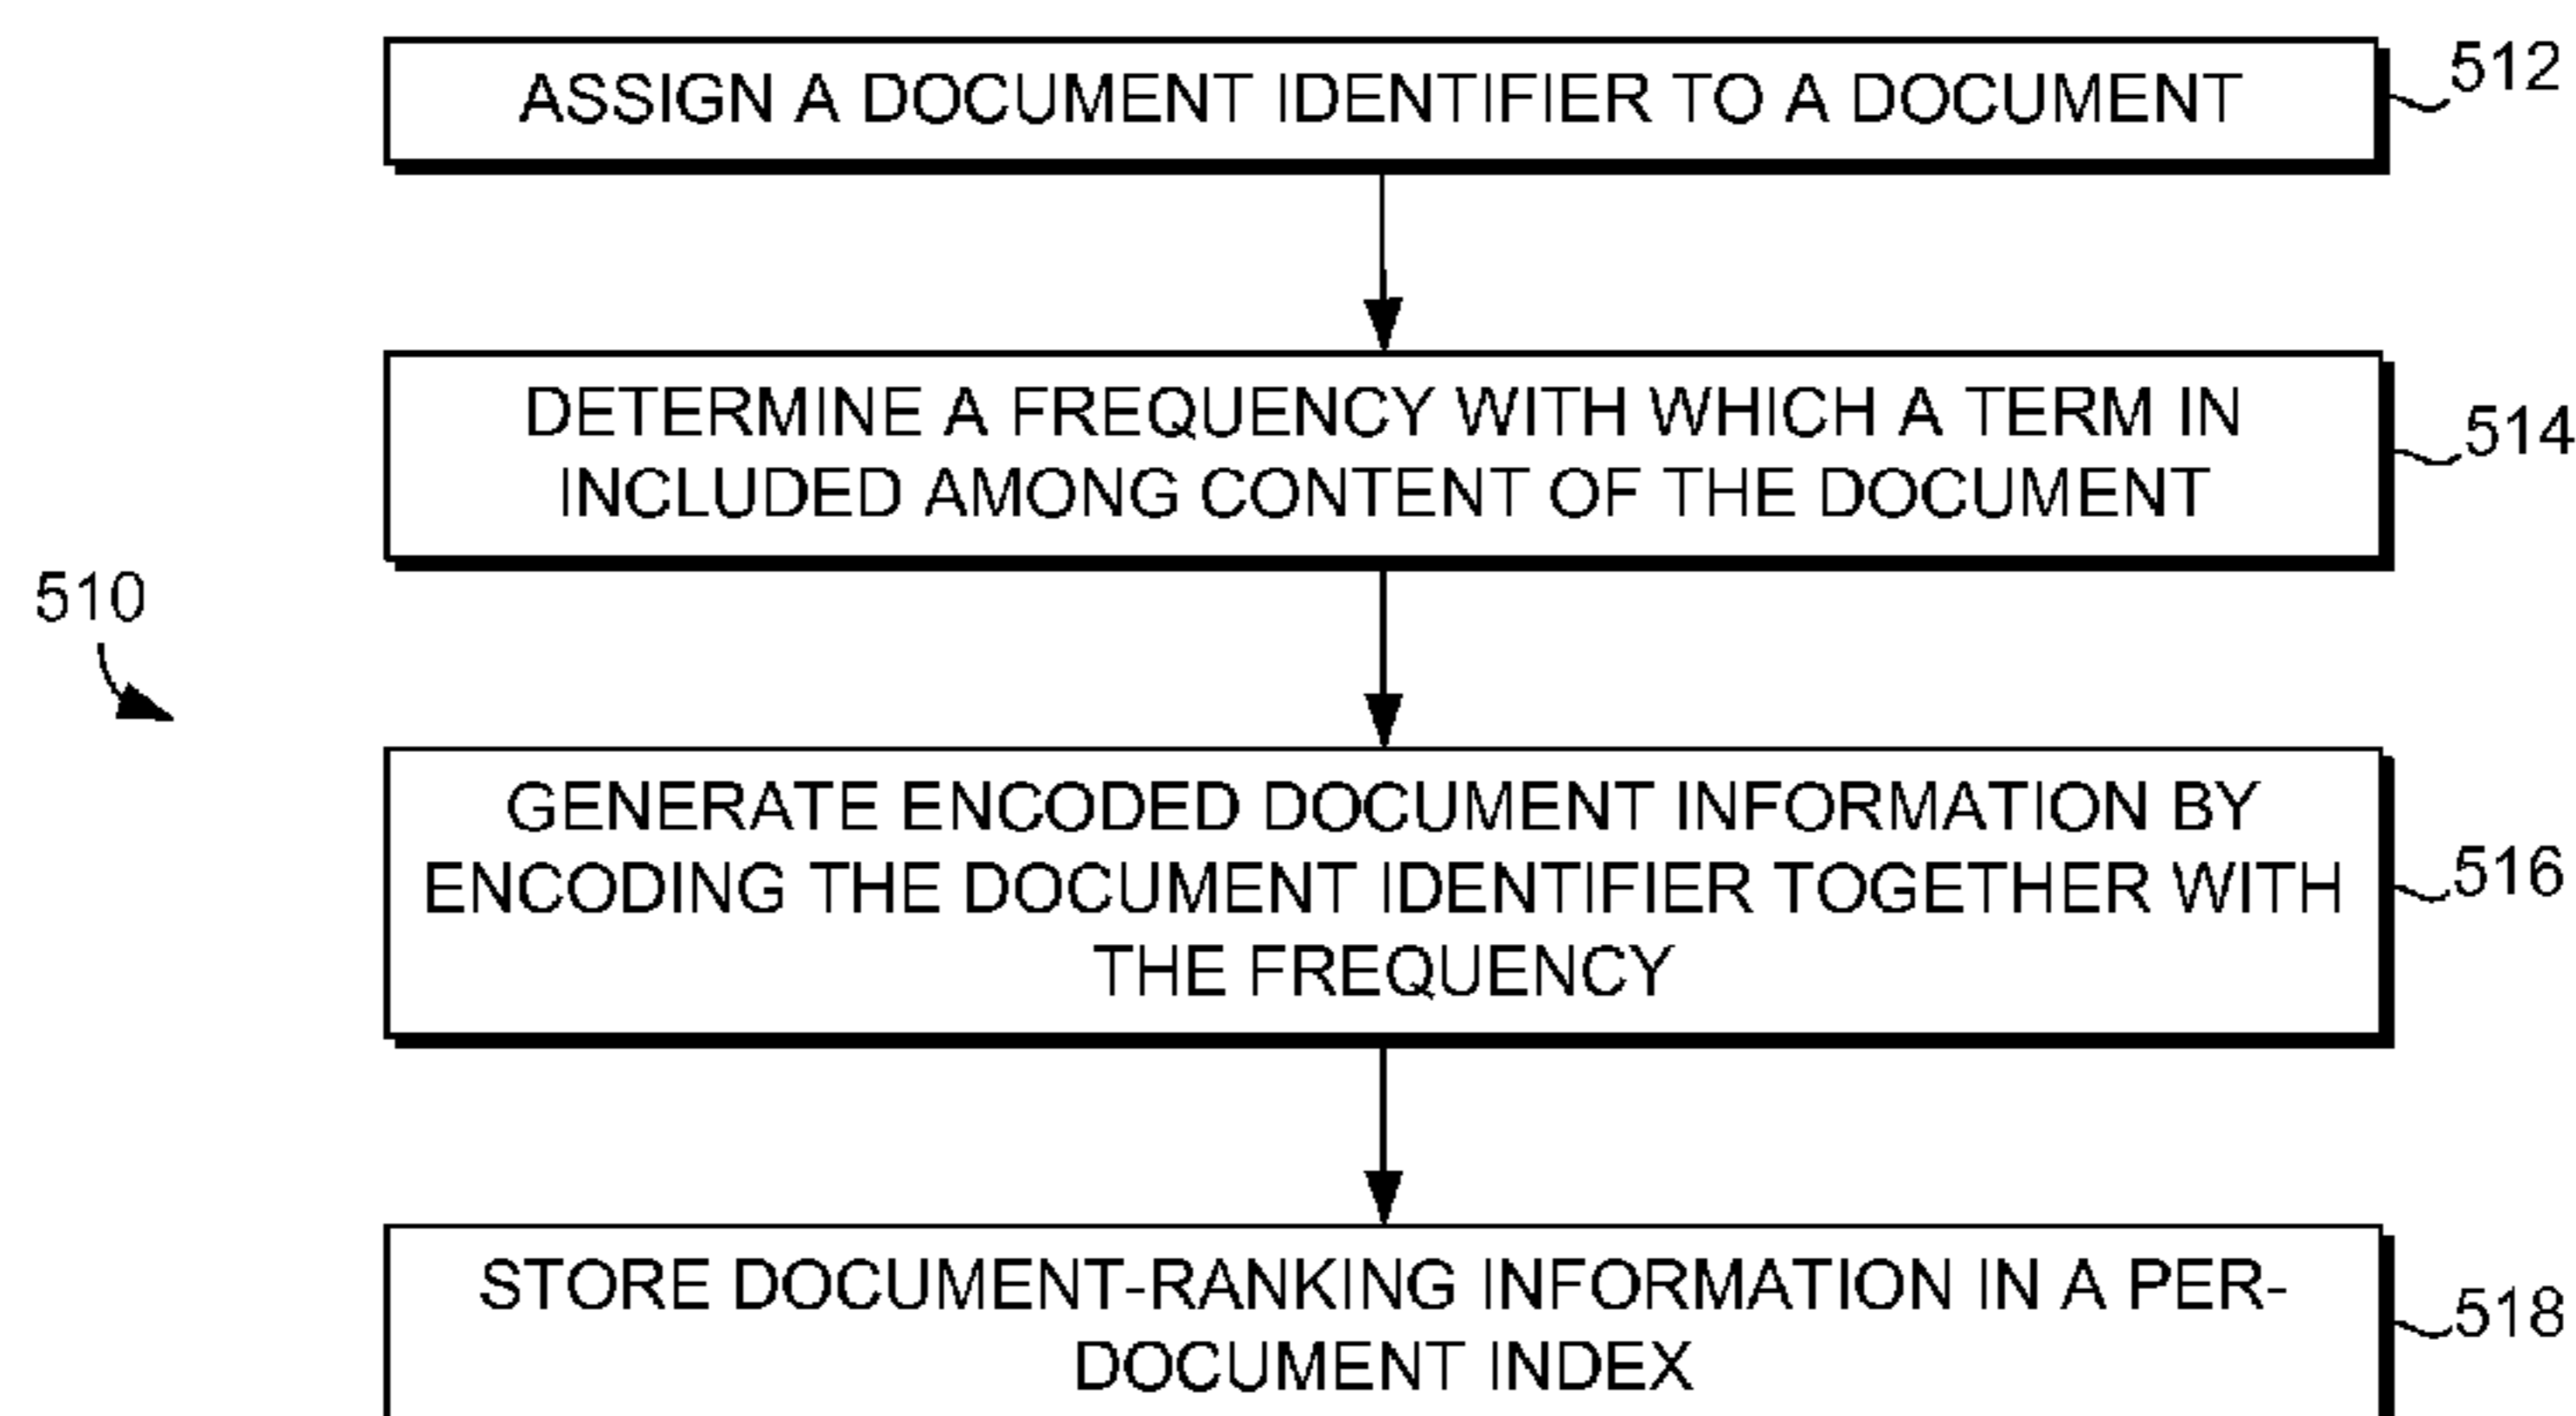 ASSIGN A DOCUMENT IDENTIFIER TO A DOCUMENT
512
DETERMINE A FREQUENCY WITH WHICH A TERM IN
INCLUDED AMONG CONTENT OF THE DOCUMENT
514
510
GENERATE ENCODED DOCUMENT INFORMATION BY
ENCODING THE DOCUMENT IDENTIFIER TOGETHER WITH
THE FREQUENCY
516
STORE DOCUMENT-RANKING INFORMATION IN A PER-
DOCUMENT INDEX
518